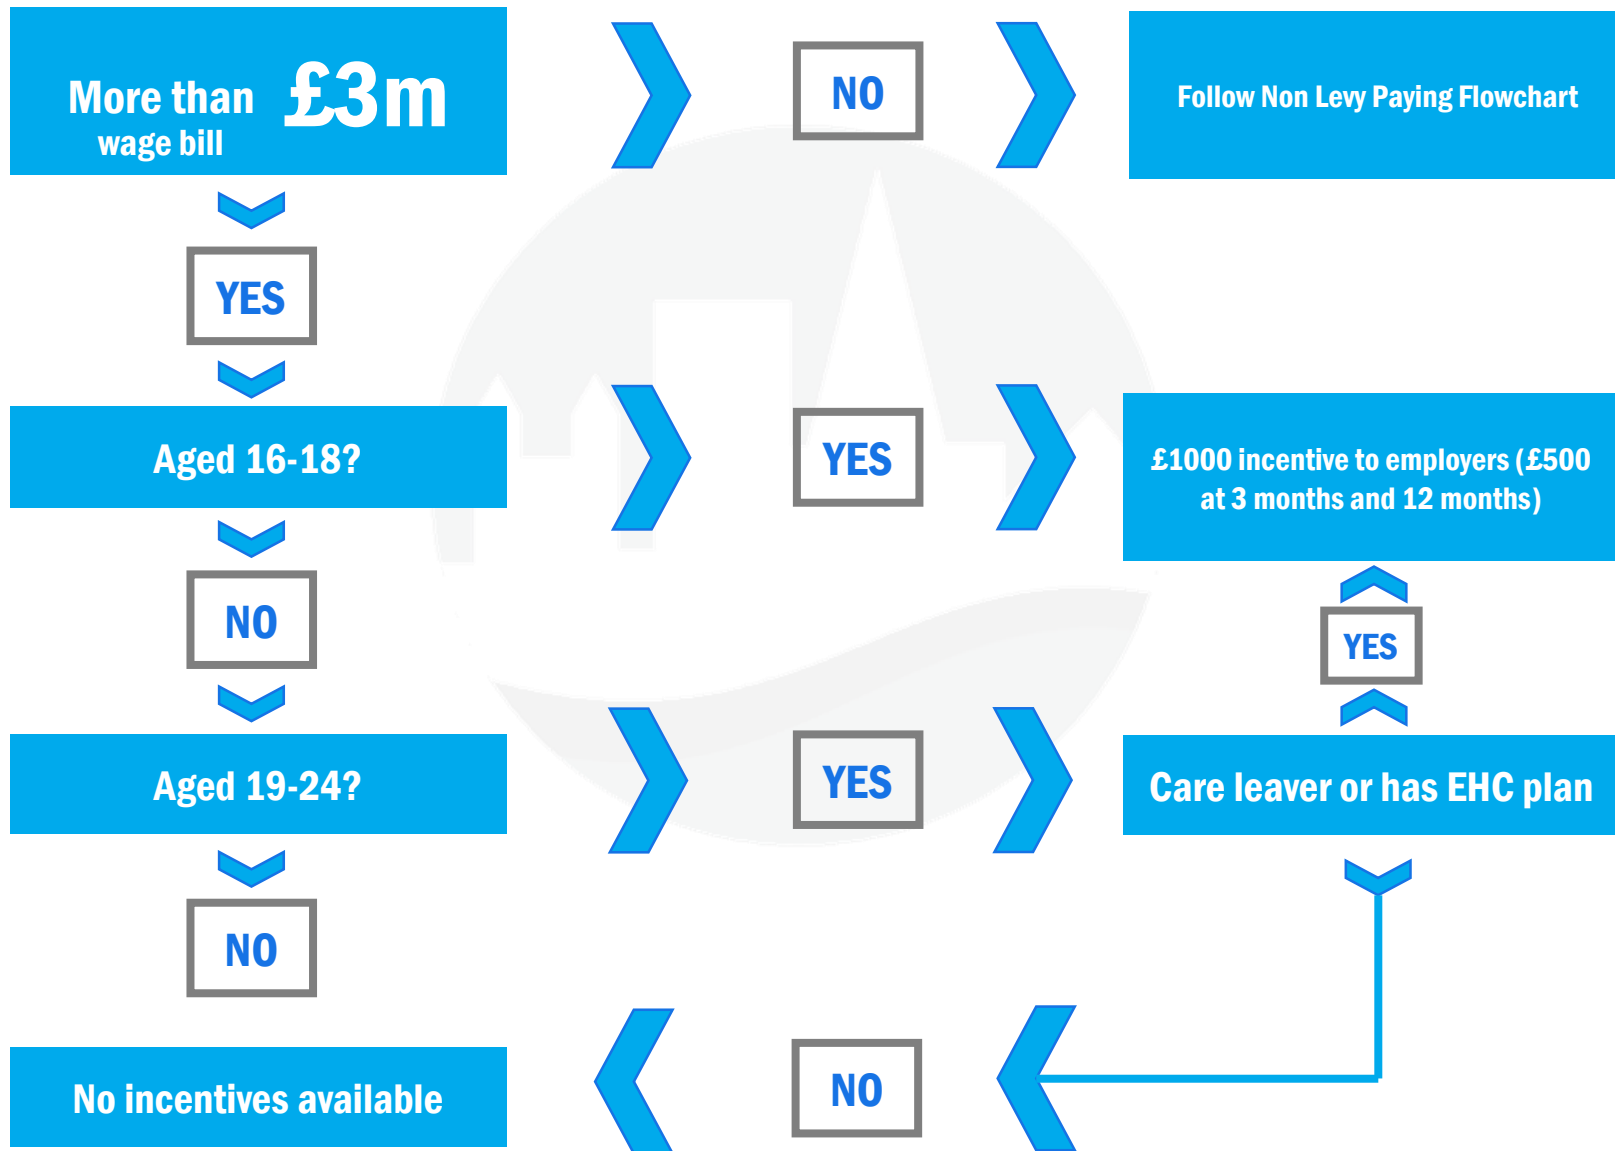 More than £3m
wage bill
NO
Follow Non Levy Paying Flowchart
YES
Aged 16-18?
YES
£1000 incentive to employers (£500
at 3 months and 12 months)
NO
YES
Aged 19-24?
YES
Care leaver or has EHC plan
NO
No incentives available
NO